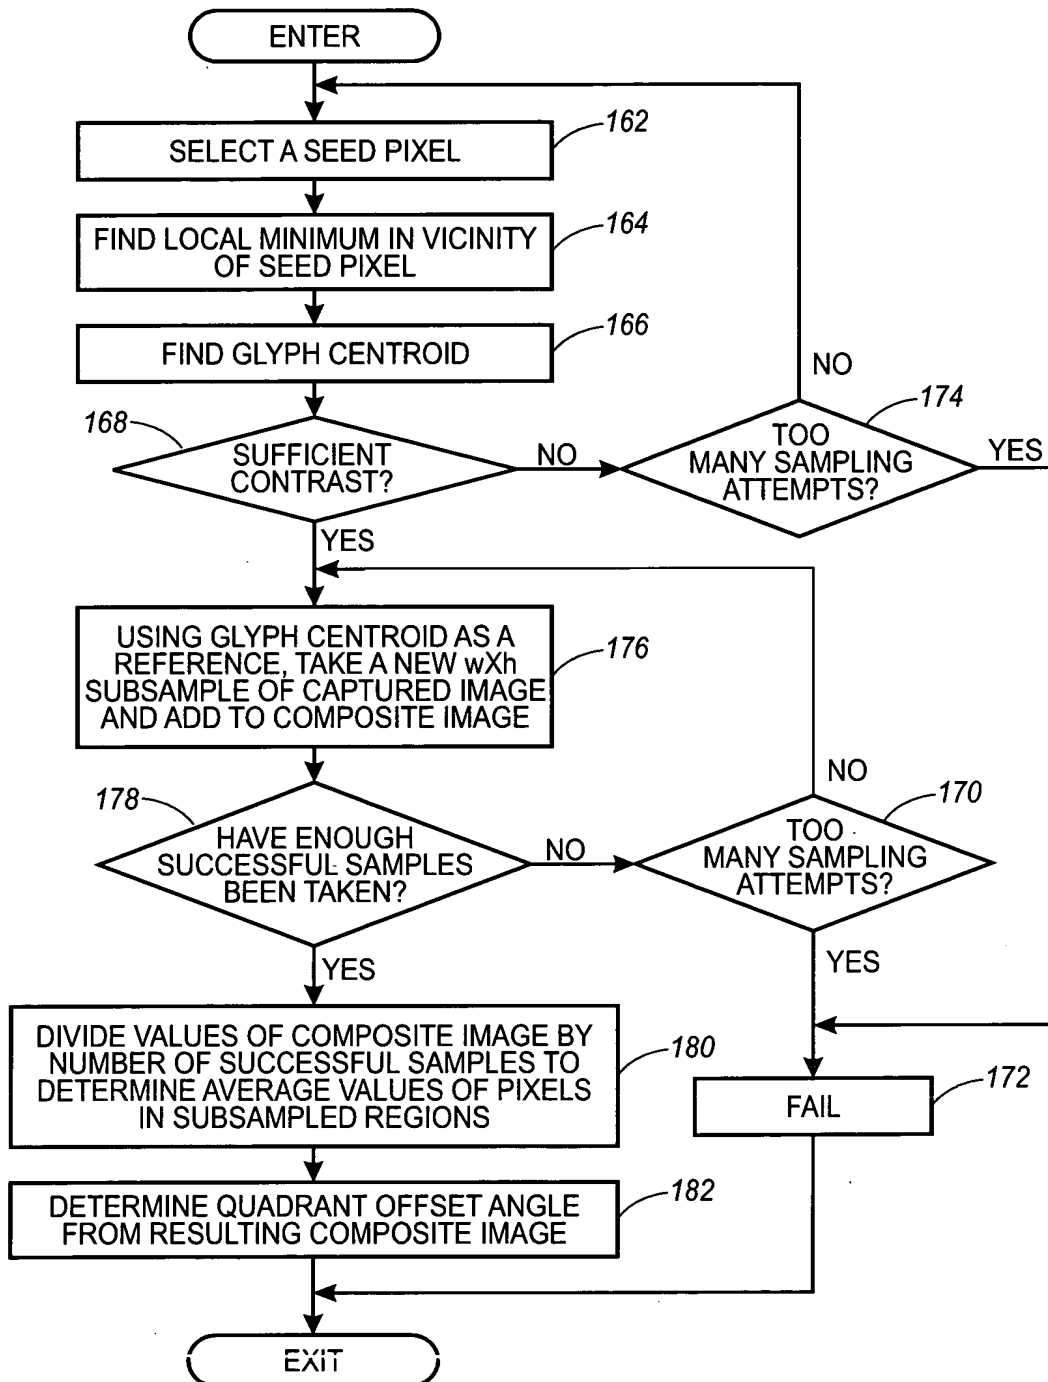 ENTER
SELECT A SEED PIXEL
162
FIND LOCAL MINIMUM IN VICINITY
OF SEED PIXEL
164
FIND GLYPH CENTROID
166
168
SUFFICIENT
CONTRAST?
NO
YES
NO
174
TOO
MANY SAMPLING
ATTEMPTS?
YES
USING GLYPH CENTROID AS A
REFERENCE, TAKE A NEW wXh
SUBSAMPLE OF CAPTURED IMAGE
AND ADD TO COMPOSITE IMAGE
176
178
HAVE ENOUGH
SUCCESSFUL SAMPLES
BEEN TAKEN?
NO
YES
NO
170
TOO
MANY SAMPLING
ATTEMPTS?
YES
DIVIDE VALUES OF COMPOSITE IMAGE BY
NUMBER OF SUCCESSFUL SAMPLES TO
DETERMINE AVERAGE VALUES OF PIXELS
IN SUBSAMPLED REGIONS
180
FAIL
172
DETERMINE QUADRANT OFFSET ANGLE
FROM RESULTING COMPOSITE IMAGE
182
EXIT